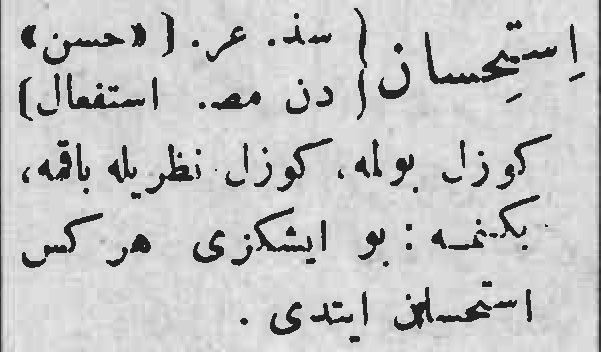 اِستِحسان { سذ. عر. [ «حسن»
دن مصـ. استفعال]
كوزل بولمه، كوزل نظريله باقمه،
بكنمه : بو ايشكزى هر كس
استحسان ايتدى .